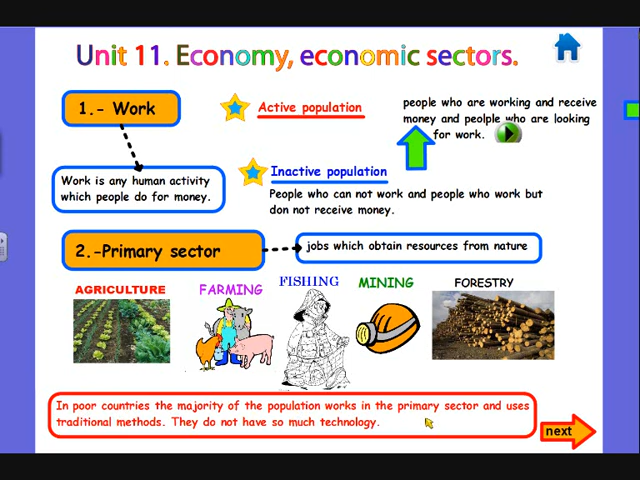 Unit 11. Economy, economic sectors.
1.- Work
Active population
people who are working and receive
money and peolple who are looking
for work.
Work is any human activity
which people do for money.
Inactive population
People who can not work and people who work but
don not receive money.
2.-Primary sector
jobs which obtain resources from nature
AGRICULTURE
FARMING
FISHING
MINING
FORESTRY
In poor countries the majority of the population works in the primary sector and uses
traditional methods. They do not have so much technology.
next